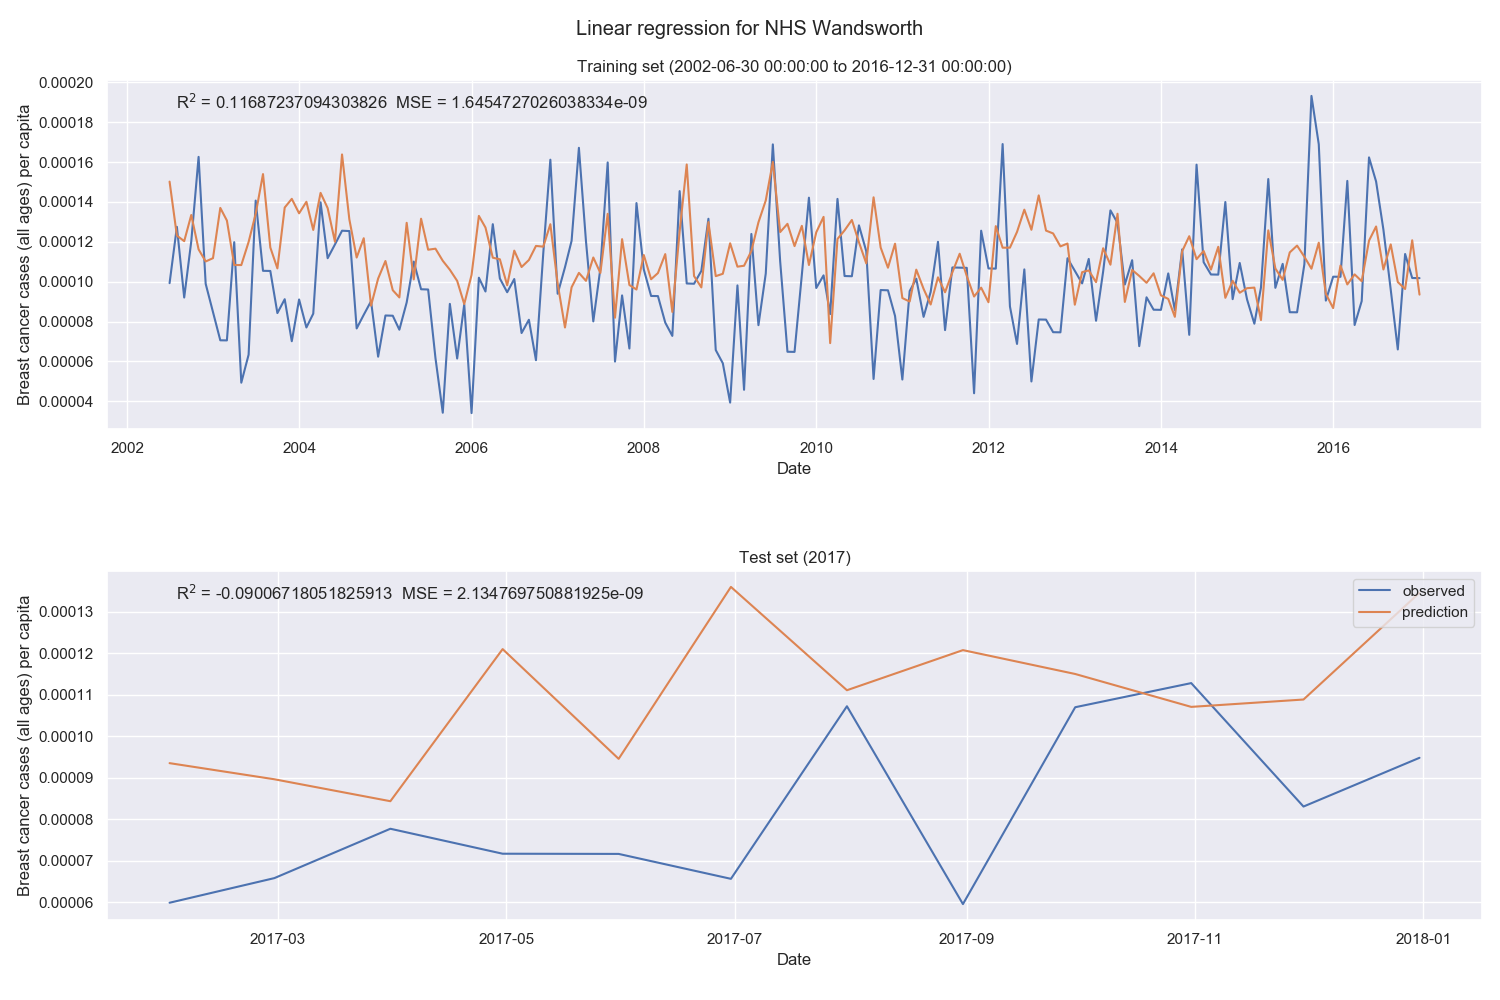 Linear regression for NHS Wandsworth
Training set (2002-06-30 00:00:00 to 2016-12-31 00:00:00)
R² = 0.11687237094303826 MSE = 1.6454727026038334e-09
Breast cancer cases (all ages) per capita
0.00020
0.00018
0.00016
0.00014
0.00012
0.00010
0.00008
0.00006
0.00004
2002 2004 2006 2008 2010 2012 2014 2016
Date
Test set (2017)
R² = -0.09006718051825913 MSE = 2.134769750881925e-09
observed
prediction
Breast cancer cases (all ages) per capita
0.00013
0.00012
0.00011
0.00010
0.00009
0.00008
0.00007
0.00006
2017-03 2017-05 2017-07 2017-09 2017-11 2018-01
Date